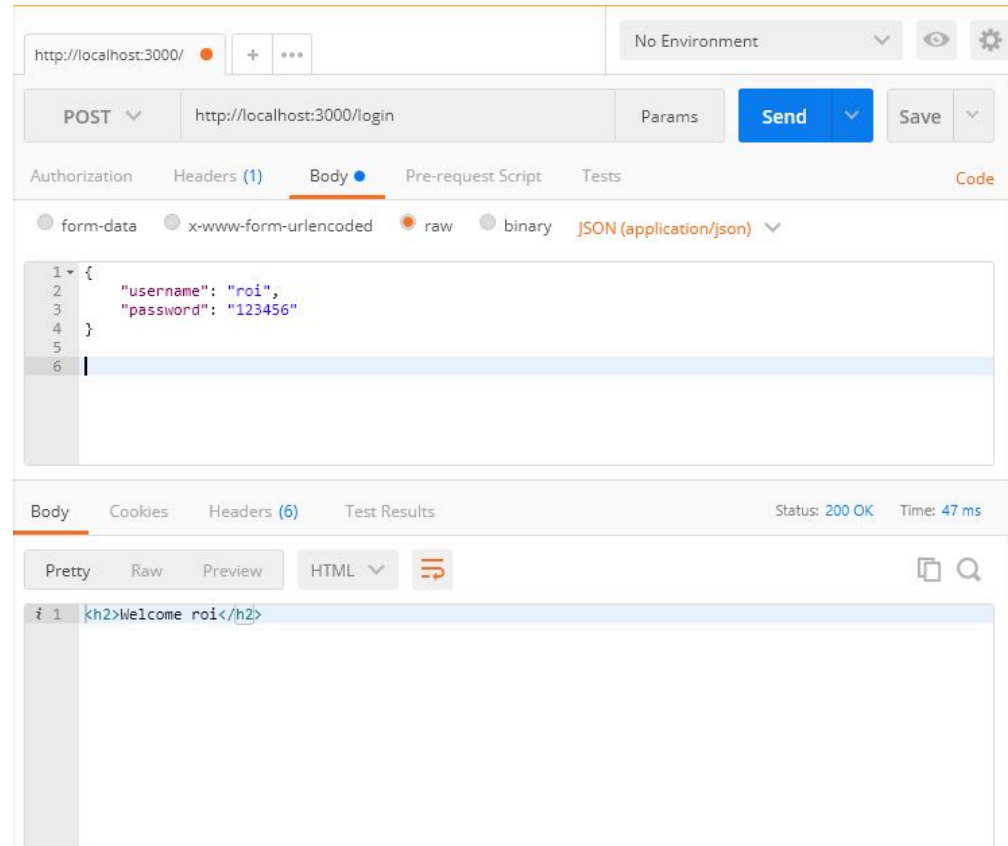 http://localhost:3000/ + ••• No Environment
POST http://localhost:3000/login Params Send Save
Authorization Headers (1) Body Pre-request Script Tests Code
form-data x-www-form-urlencoded raw binary JSON (application/json)
1 {
2 "username": "roi",
3 "password": "123456"
4 }
5
6
Body Cookies Headers (6) Test Results Status: 200 OK Time: 47 ms
Pretty Raw Preview HTML
i 1 <h2>Welcome roi</h2>